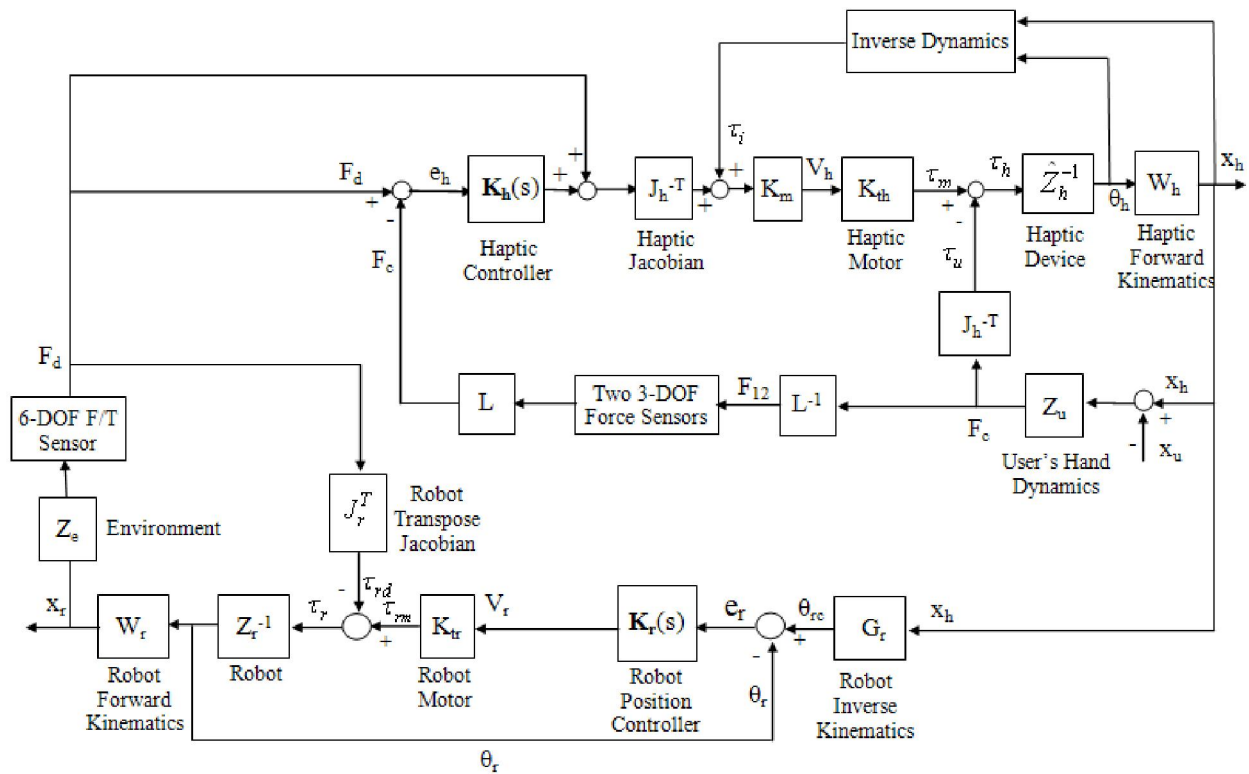 Inverse Dynamics
τi
Fd
+
-
eh
Kh(s)
Haptic
Controller
+
+
Jh-T
Haptic
Jacobian
+
+
Km
Vh
Kth
Haptic
Motor
τm
+
-
τh
Ẑh-1
Haptic
Device
θh
Wh
Haptic
Forward
Kinematics
xh
Fc
τu
Jh-T
Fd
6-DOF F/T
Sensor
L
Two 3-DOF
Force Sensors
F12
L-1
Fc
Zu
User's Hand
Dynamics
xh
+
-
xu
Ze
Environment
JrT
Robot
Transpose
Jacobian
xr
Wr
Robot
Forward
Kinematics
Zr-1
Robot
τr
-
τrd
τrm
+
Ktr
Robot
Motor
Vr
Kr(s)
Robot
Position
Controller
er
-
θr
θrc
+
Gr
Robot
Inverse
Kinematics
xh
θr